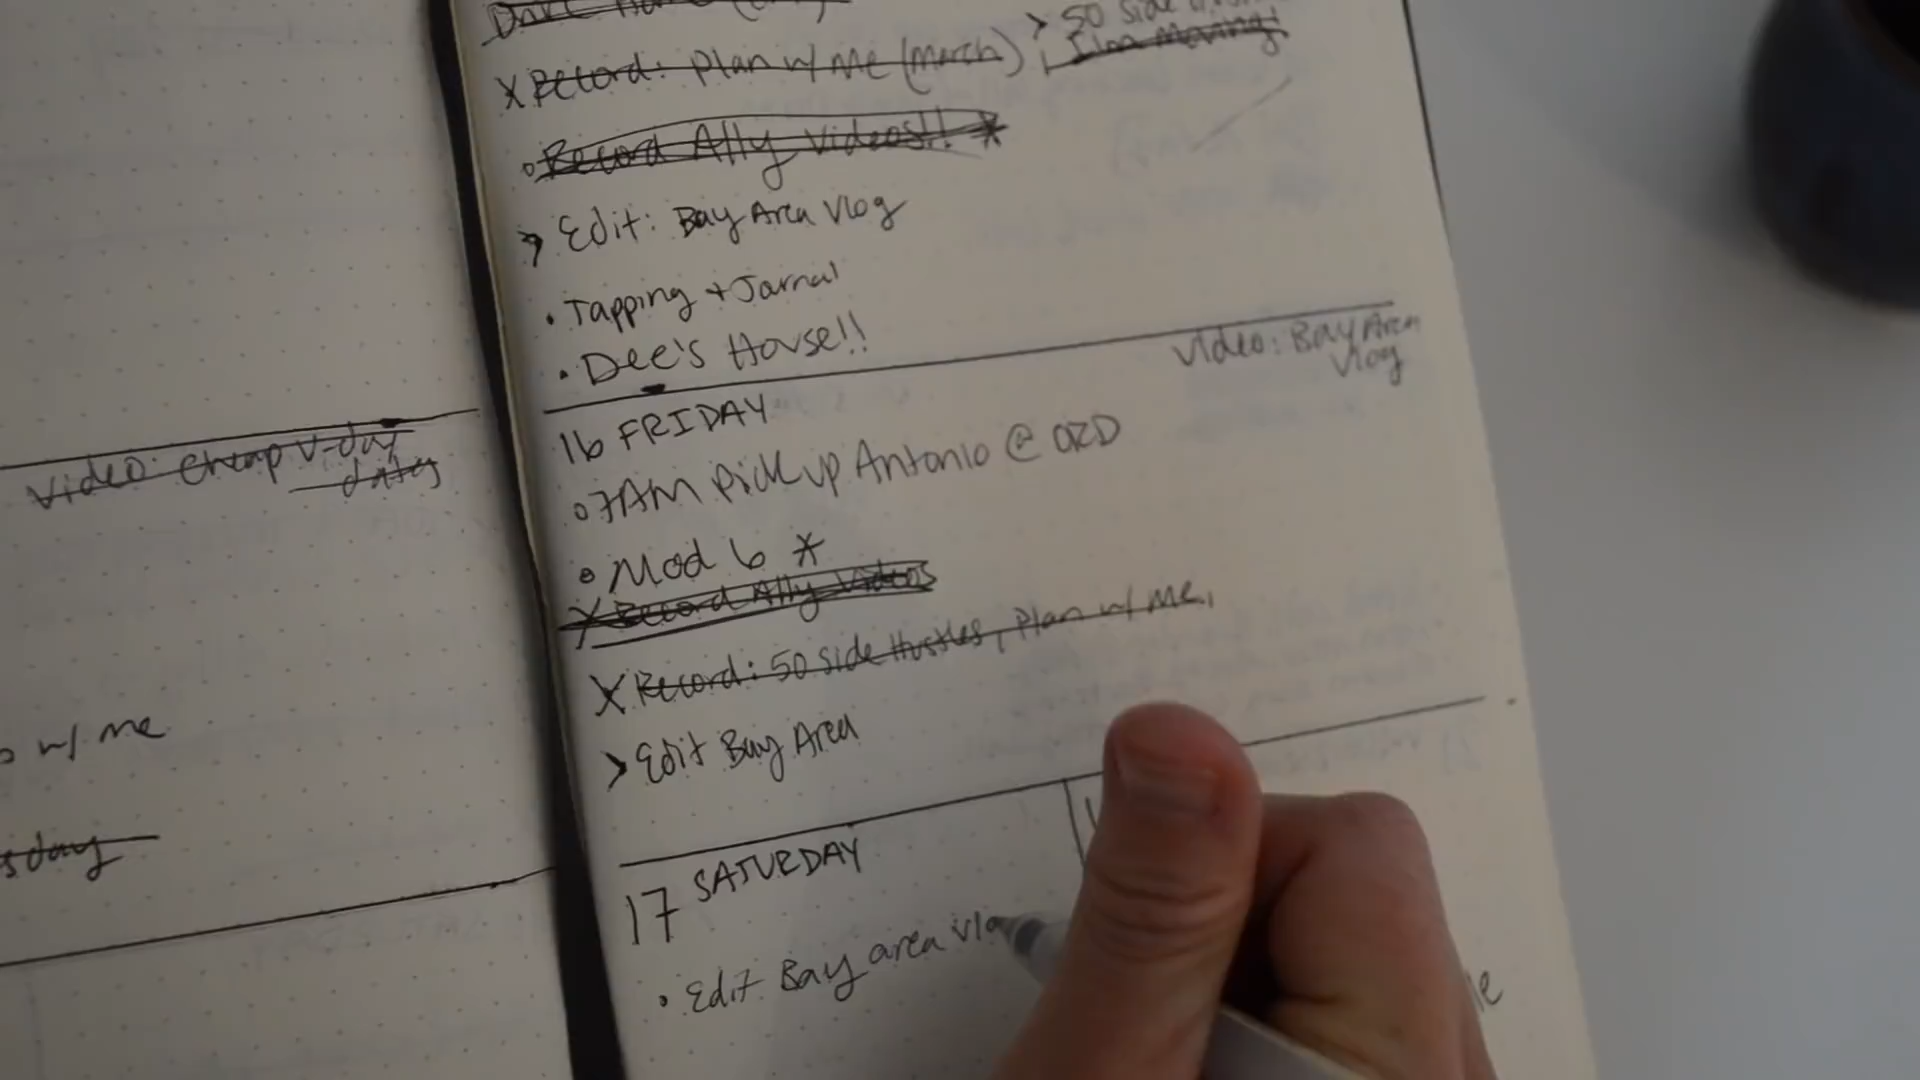 Video: Cheap V-day
dates
w/ me
sday
X Record: Plan w/ Me (March)
> 50 side
I'm Moving!
Record Ally Videos!! *
> Edit: Bay Area Vlog
• Tapping + Journal
• Dee's House!!
Video: Bay Area
Vlog
16 FRIDAY
7AM Pick up Antonio @ ORD
Mod 6 *
X Record Ally Videos
X Record: 50 side Hustles, Plan w/ Me,
> Edit Bay Area
17 SATURDAY
• Edit Bay area vlo